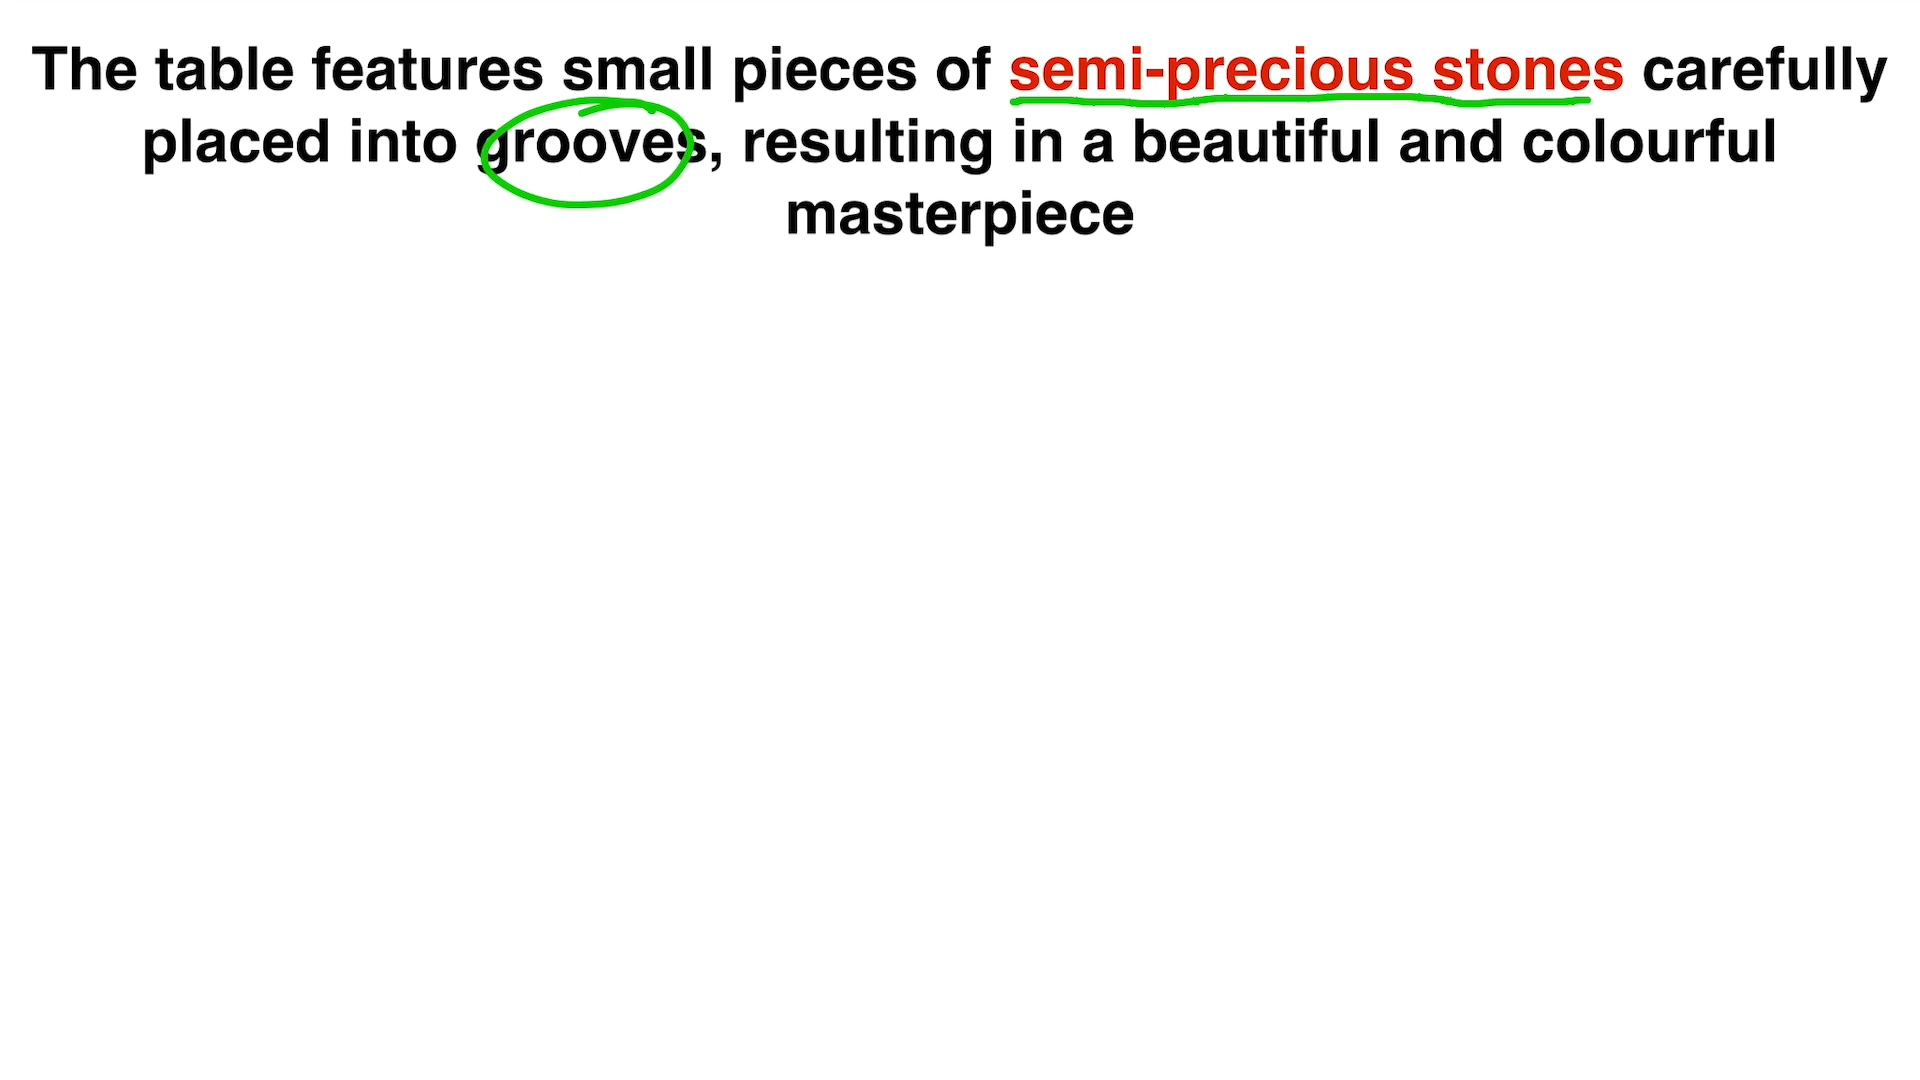 The table features small pieces of semi-precious stones carefully
placed into grooves, resulting in a beautiful and colourful
masterpiece